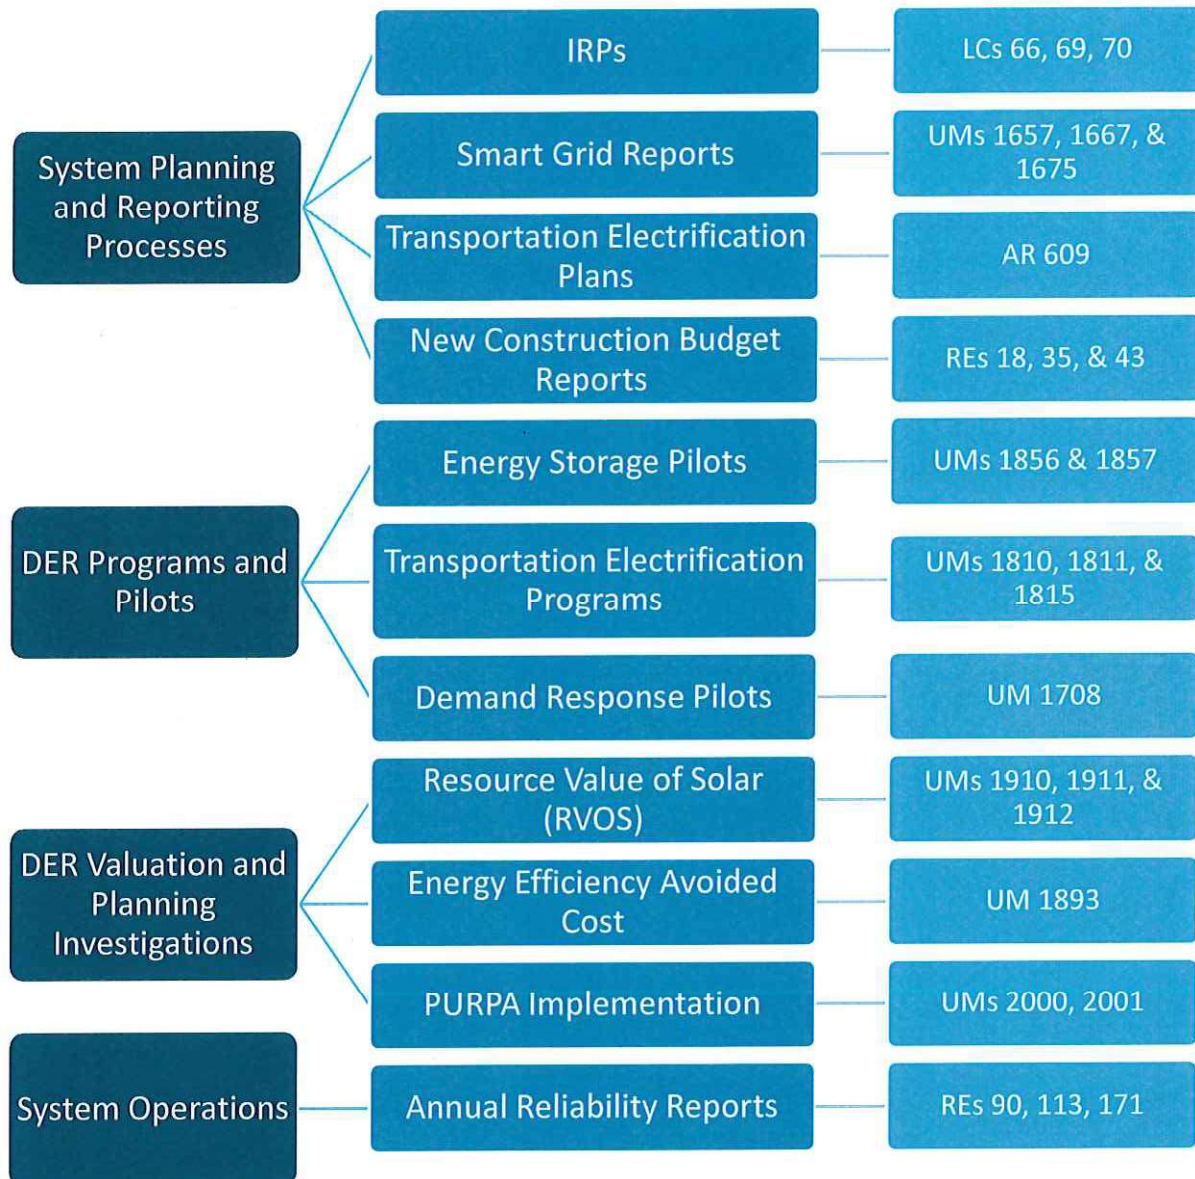 System Planning
and Reporting
Processes
IRPs
LCs 66, 69, 70
Smart Grid Reports
UMs 1657, 1667, &
1675
Transportation Electrification
Plans
AR 609
New Construction Budget
Reports
REs 18, 35, & 43
DER Programs and
Pilots
Energy Storage Pilots
UMs 1856 & 1857
Transportation Electrification
Programs
UMs 1810, 1811, &
1815
Demand Response Pilots
UM 1708
DER Valuation and
Planning
Investigations
Resource Value of Solar
(RVOS)
UMs 1910, 1911, &
1912
Energy Efficiency Avoided
Cost
UM 1893
PURPA Implementation
UMs 2000, 2001
System Operations
Annual Reliability Reports
REs 90, 113, 171